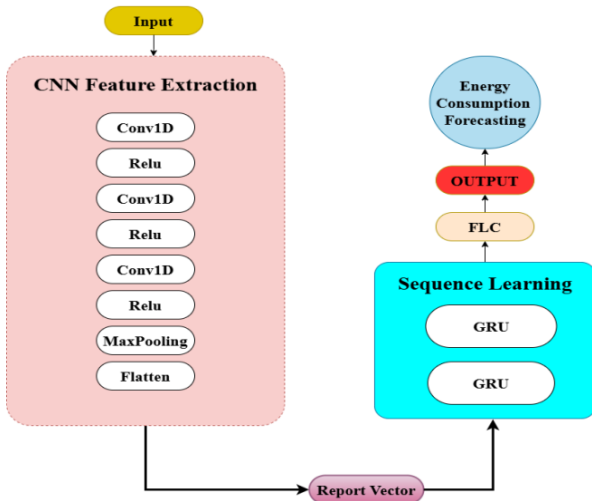 Input
CNN Feature Extraction
Conv1D
Relu
Conv1D
Relu
Conv1D
Relu
MaxPooling
Flatten
Report Vector
Energy
Consumption
Forecasting
OUTPUT
FLC
Sequence Learning
GRU
GRU